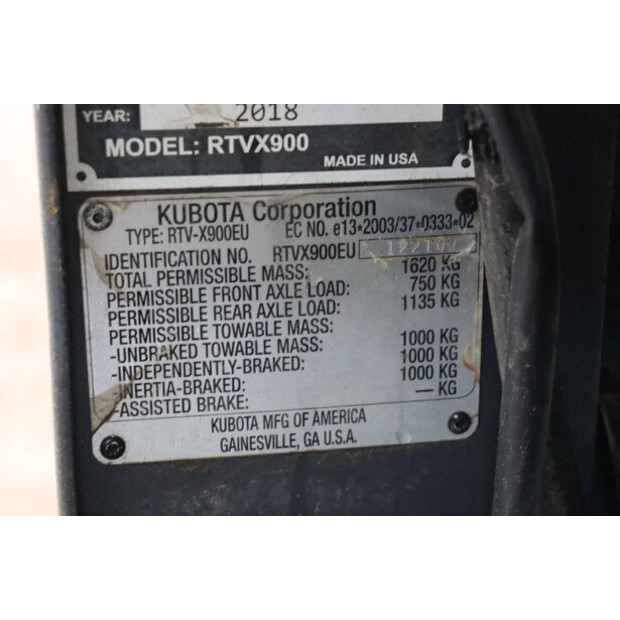 YEAR: 2018
MODEL: RTVX900
MADE IN USA
KUBOTA Corporation
TYPE: RTV-X900EU EC NO. e13*2003/37*0333*02
IDENTIFICATION NO. RTVX900EU
TOTAL PERMISSIBLE MASS: 1620 KG
PERMISSIBLE FRONT AXLE LOAD: 750 KG
PERMISSIBLE REAR AXLE LOAD: 1135 KG
PERMISSIBLE TOWABLE MASS:
-UNBRAKED TOWABLE MASS: 1000 KG
-INDEPENDENTLY-BRAKED: 1000 KG
-INERTIA-BRAKED: 1000 KG
-ASSISTED BRAKE: — KG
KUBOTA MFG OF AMERICA
GAINESVILLE, GA U.S.A.